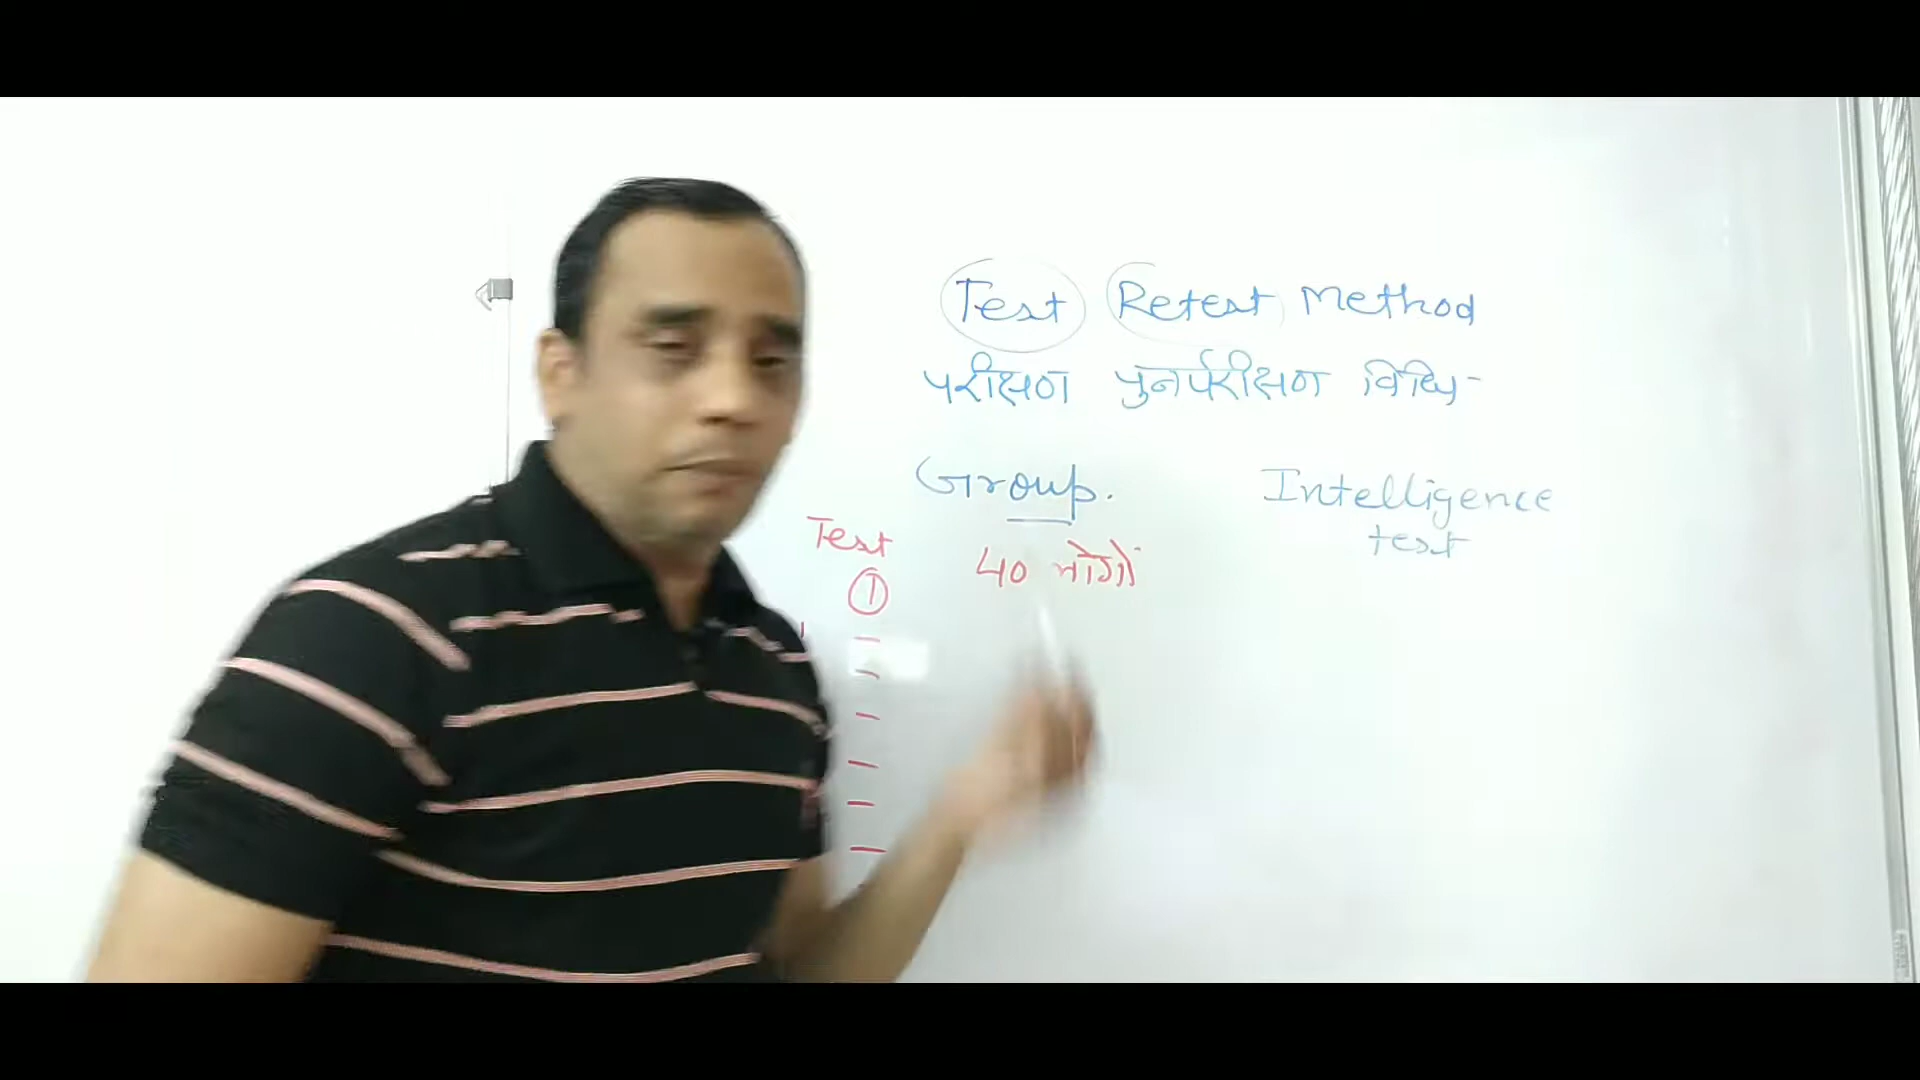 Test Retest Method
परीक्षण पुनर्परीक्षण विधि-
Group.
Intelligence
test
Test
40 लोगों
1